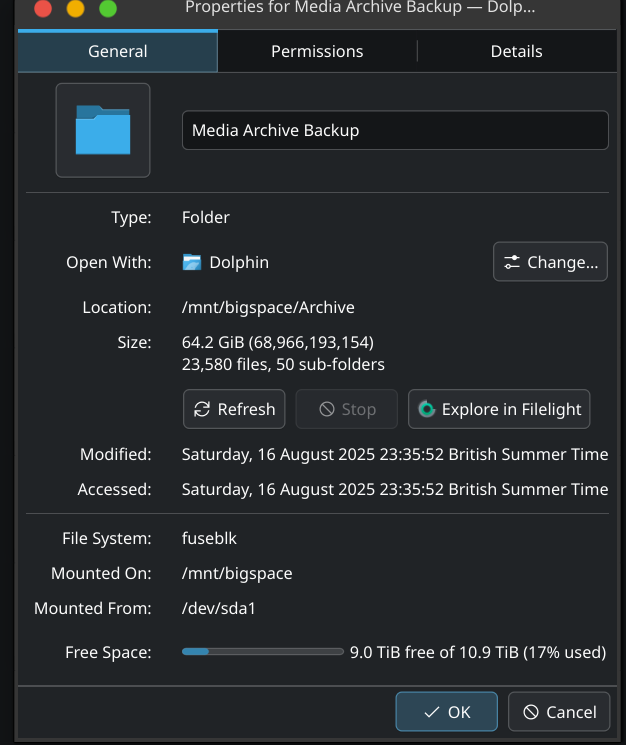 Properties for Media Archive Backup — Dolp...
General Permissions Details
Media Archive Backup
Type: Folder
Open With: Dolphin Change...
Location: /mnt/bigspace/Archive
Size: 64.2 GiB (68,966,193,154)
23,580 files, 50 sub-folders
Refresh Stop Explore in Filelight
Modified: Saturday, 16 August 2025 23:35:52 British Summer Time
Accessed: Saturday, 16 August 2025 23:35:52 British Summer Time
File System: fuseblk
Mounted On: /mnt/bigspace
Mounted From: /dev/sda1
Free Space: 9.0 TiB free of 10.9 TiB (17% used)
OK Cancel